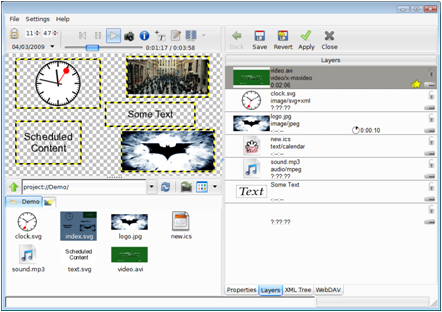 File Settings Help
11 47
04/03/2009
0:01:17 / 0:03:58
Back Save Revert Apply Close
Layers
video.avi
video/x-msvideo
0:02:06
clock.svg
image/svg+xml
?:??:??
logo.jpg
image/jpeg
-:-:-
0:00:10
new.ics
text/calendar
-:-:-
sound.mp3
audio/mpeg
?:??:??
Text
Some Text
-:-:-
?:??:??
Some Text
Scheduled
Content
project://Demo/
Demo
clock.svg index.svg logo.jpg new.ics
Scheduled
Content
sound.mp3 text.svg video.avi
Properties Layers XML Tree WebDAV